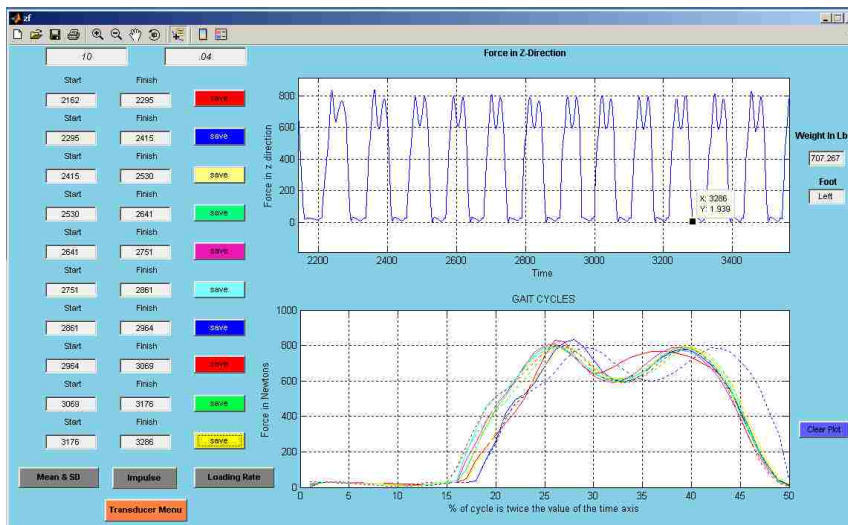 zf
10 .04
Start Finish
2162 2295 save
Start Finish
2295 2415 save
Start Finish
2415 2530 save
Start Finish
2530 2641 save
Start Finish
2641 2751 save
Start Finish
2751 2861 save
Start Finish
2861 2964 save
Start Finish
2964 3069 save
Start Finish
3069 3176 save
Start Finish
3176 3286 save
Mean & SD Impulse Loading Rate
Transducer Menu
Force in Z-Direction
Force in z direction
800
600
400
200
0
X: 3286
Y: 1.939
2200 2400 2600 2800 3000 3200 3400
Time
Weight In Lb
707.267
Foot
Left
GAIT CYCLES
Force in Newtons
1000
800
600
400
200
0
0 5 10 15 20 25 30 35 40 45 50
% of cycle is twice the value of the time axis
Clear Plot